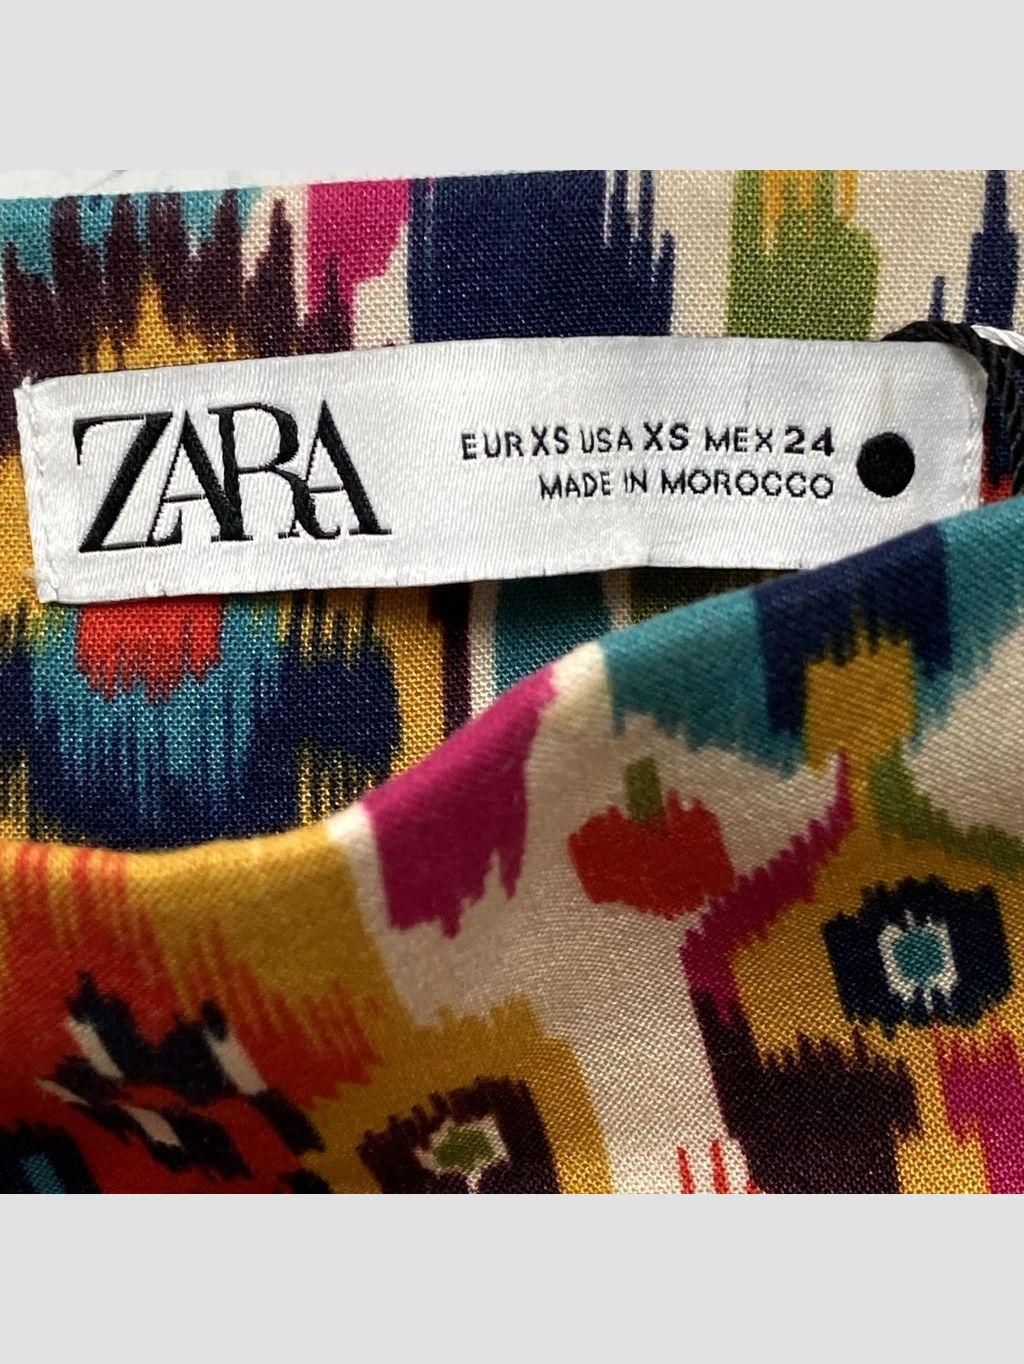 ZARA
EUR XS USA XS MEX 24
MADE IN MOROCCO